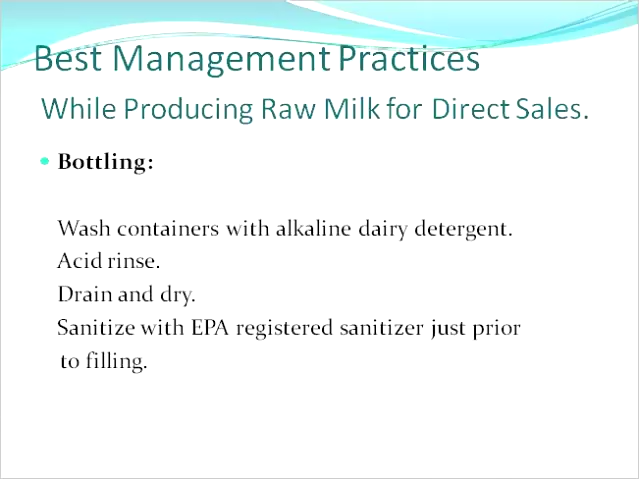 Best Management Practices
While Producing Raw Milk for Direct Sales.
Bottling:
Wash containers with alkaline dairy detergent.
Acid rinse.
Drain and dry.
Sanitize with EPA registered sanitizer just prior
to filling.